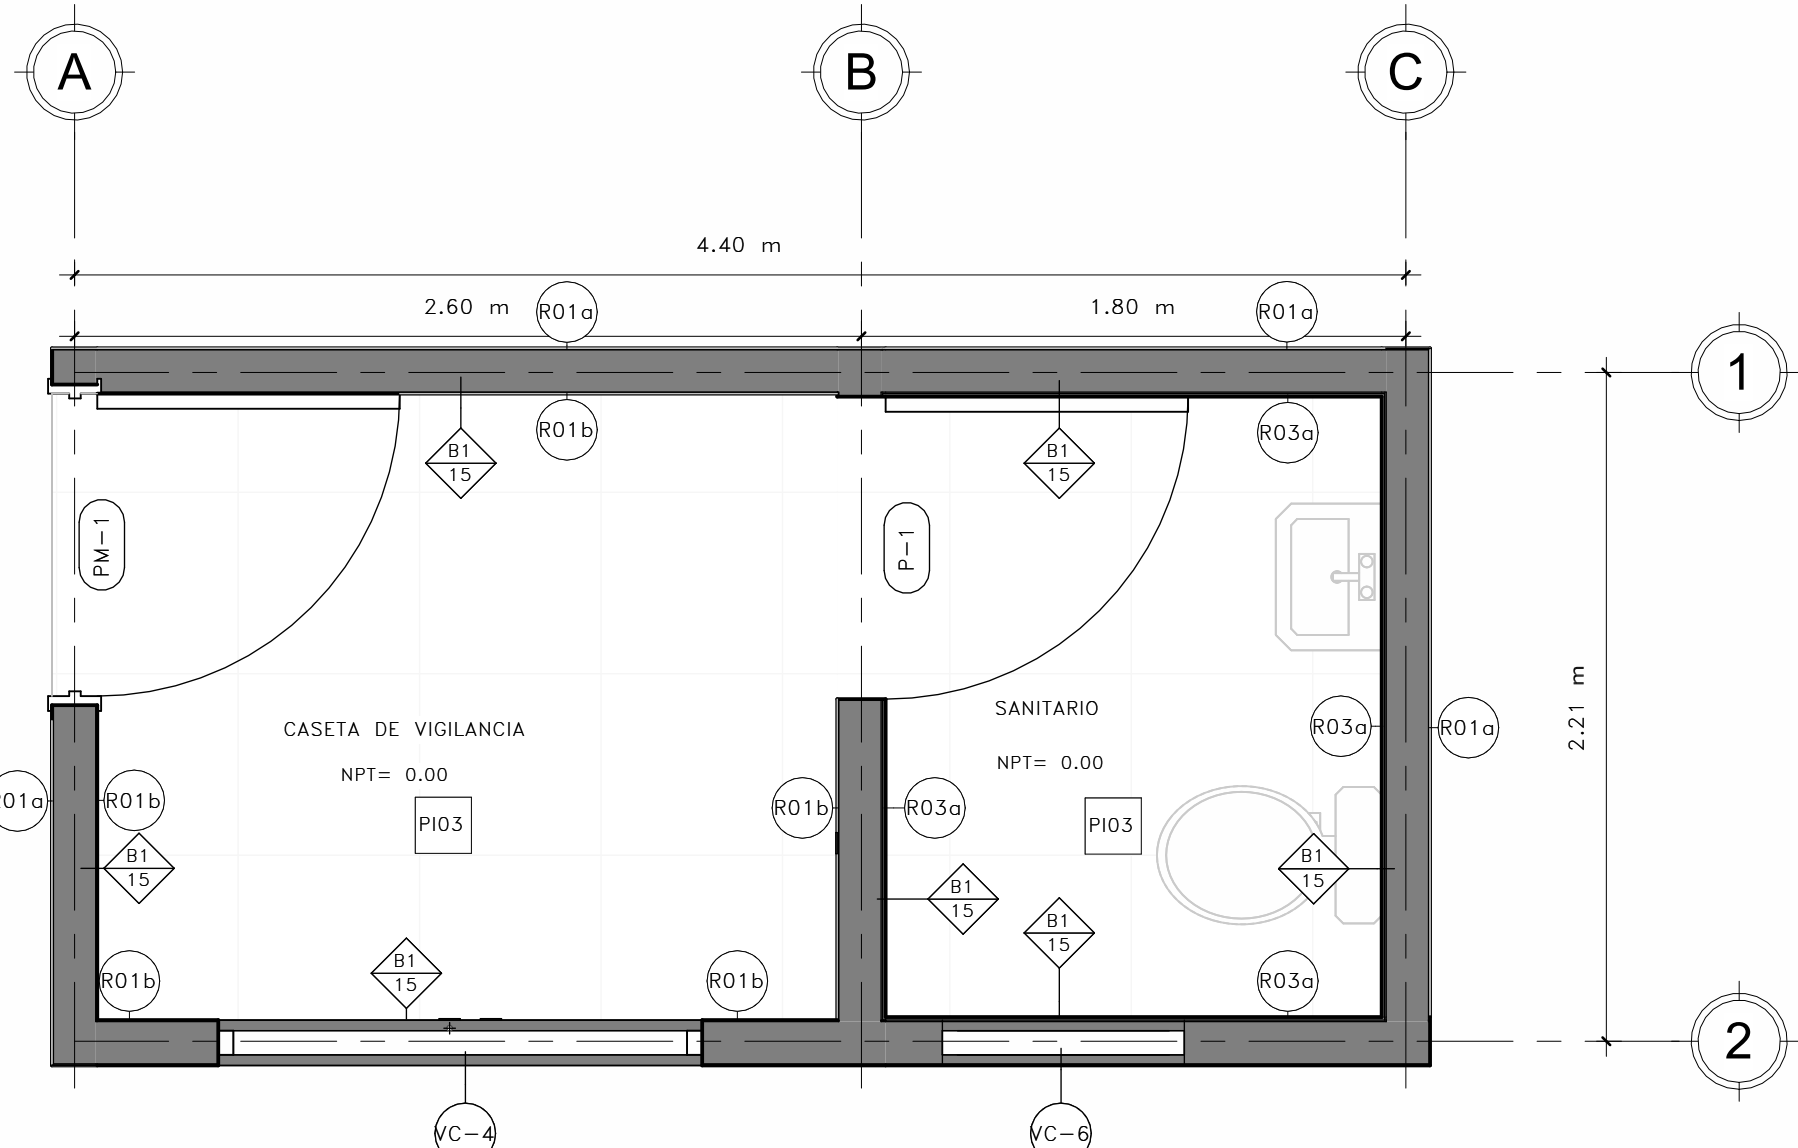 A B C
4.40 m
2.60 m R01a 1.80 m R01a
1
R01b R03a
B1
15
B1
15
PM-1 P-1
SANITARIO
CASETA DE VIGILANCIA
R03a R01a
2.21 m
NPT= 0.00
NPT= 0.00
R01a R01b R01b R03a
PI03 PI03
B1
15
B1
15
B1
15
B1
15
B1
15
R01b R01b R03a
2
VC-4 VC-6